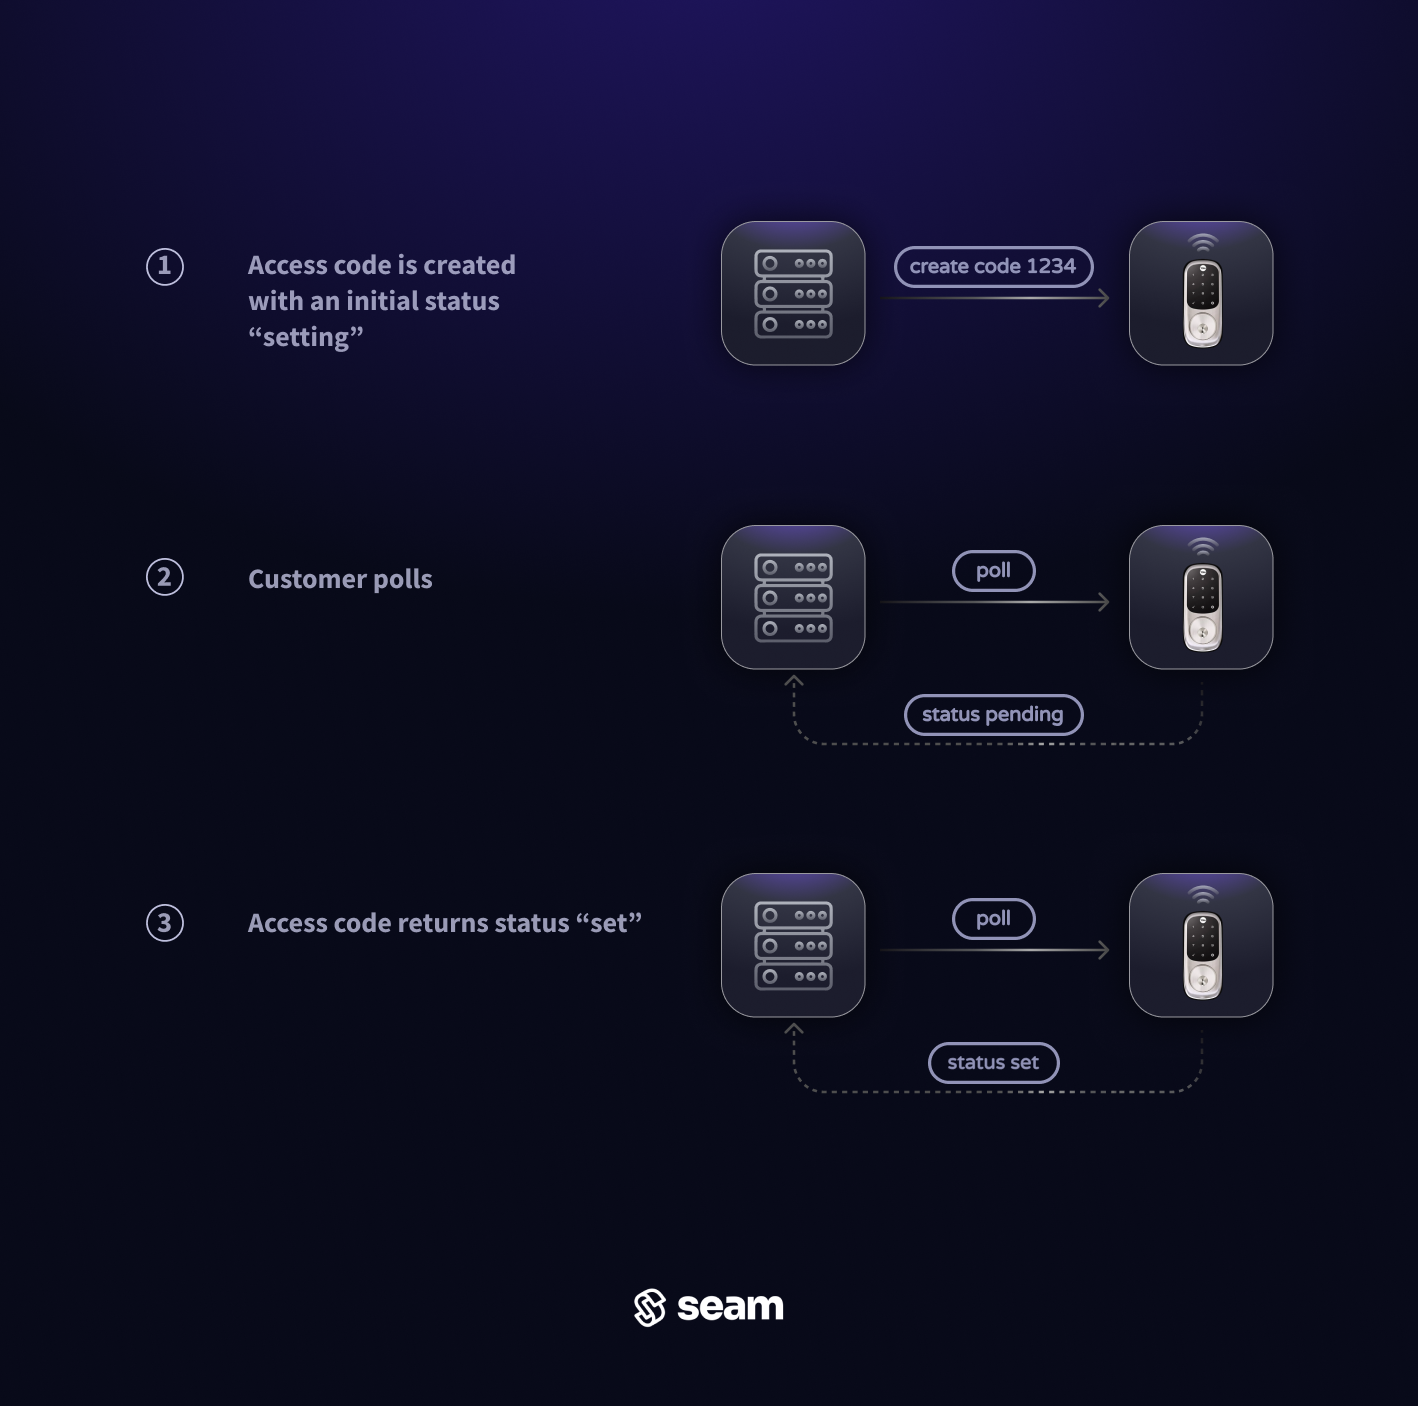 1
Access code is created
with an initial status
“setting”
create code 1234
2
Customer polls
poll
status pending
3
Access code returns status “set”
poll
status set
seam